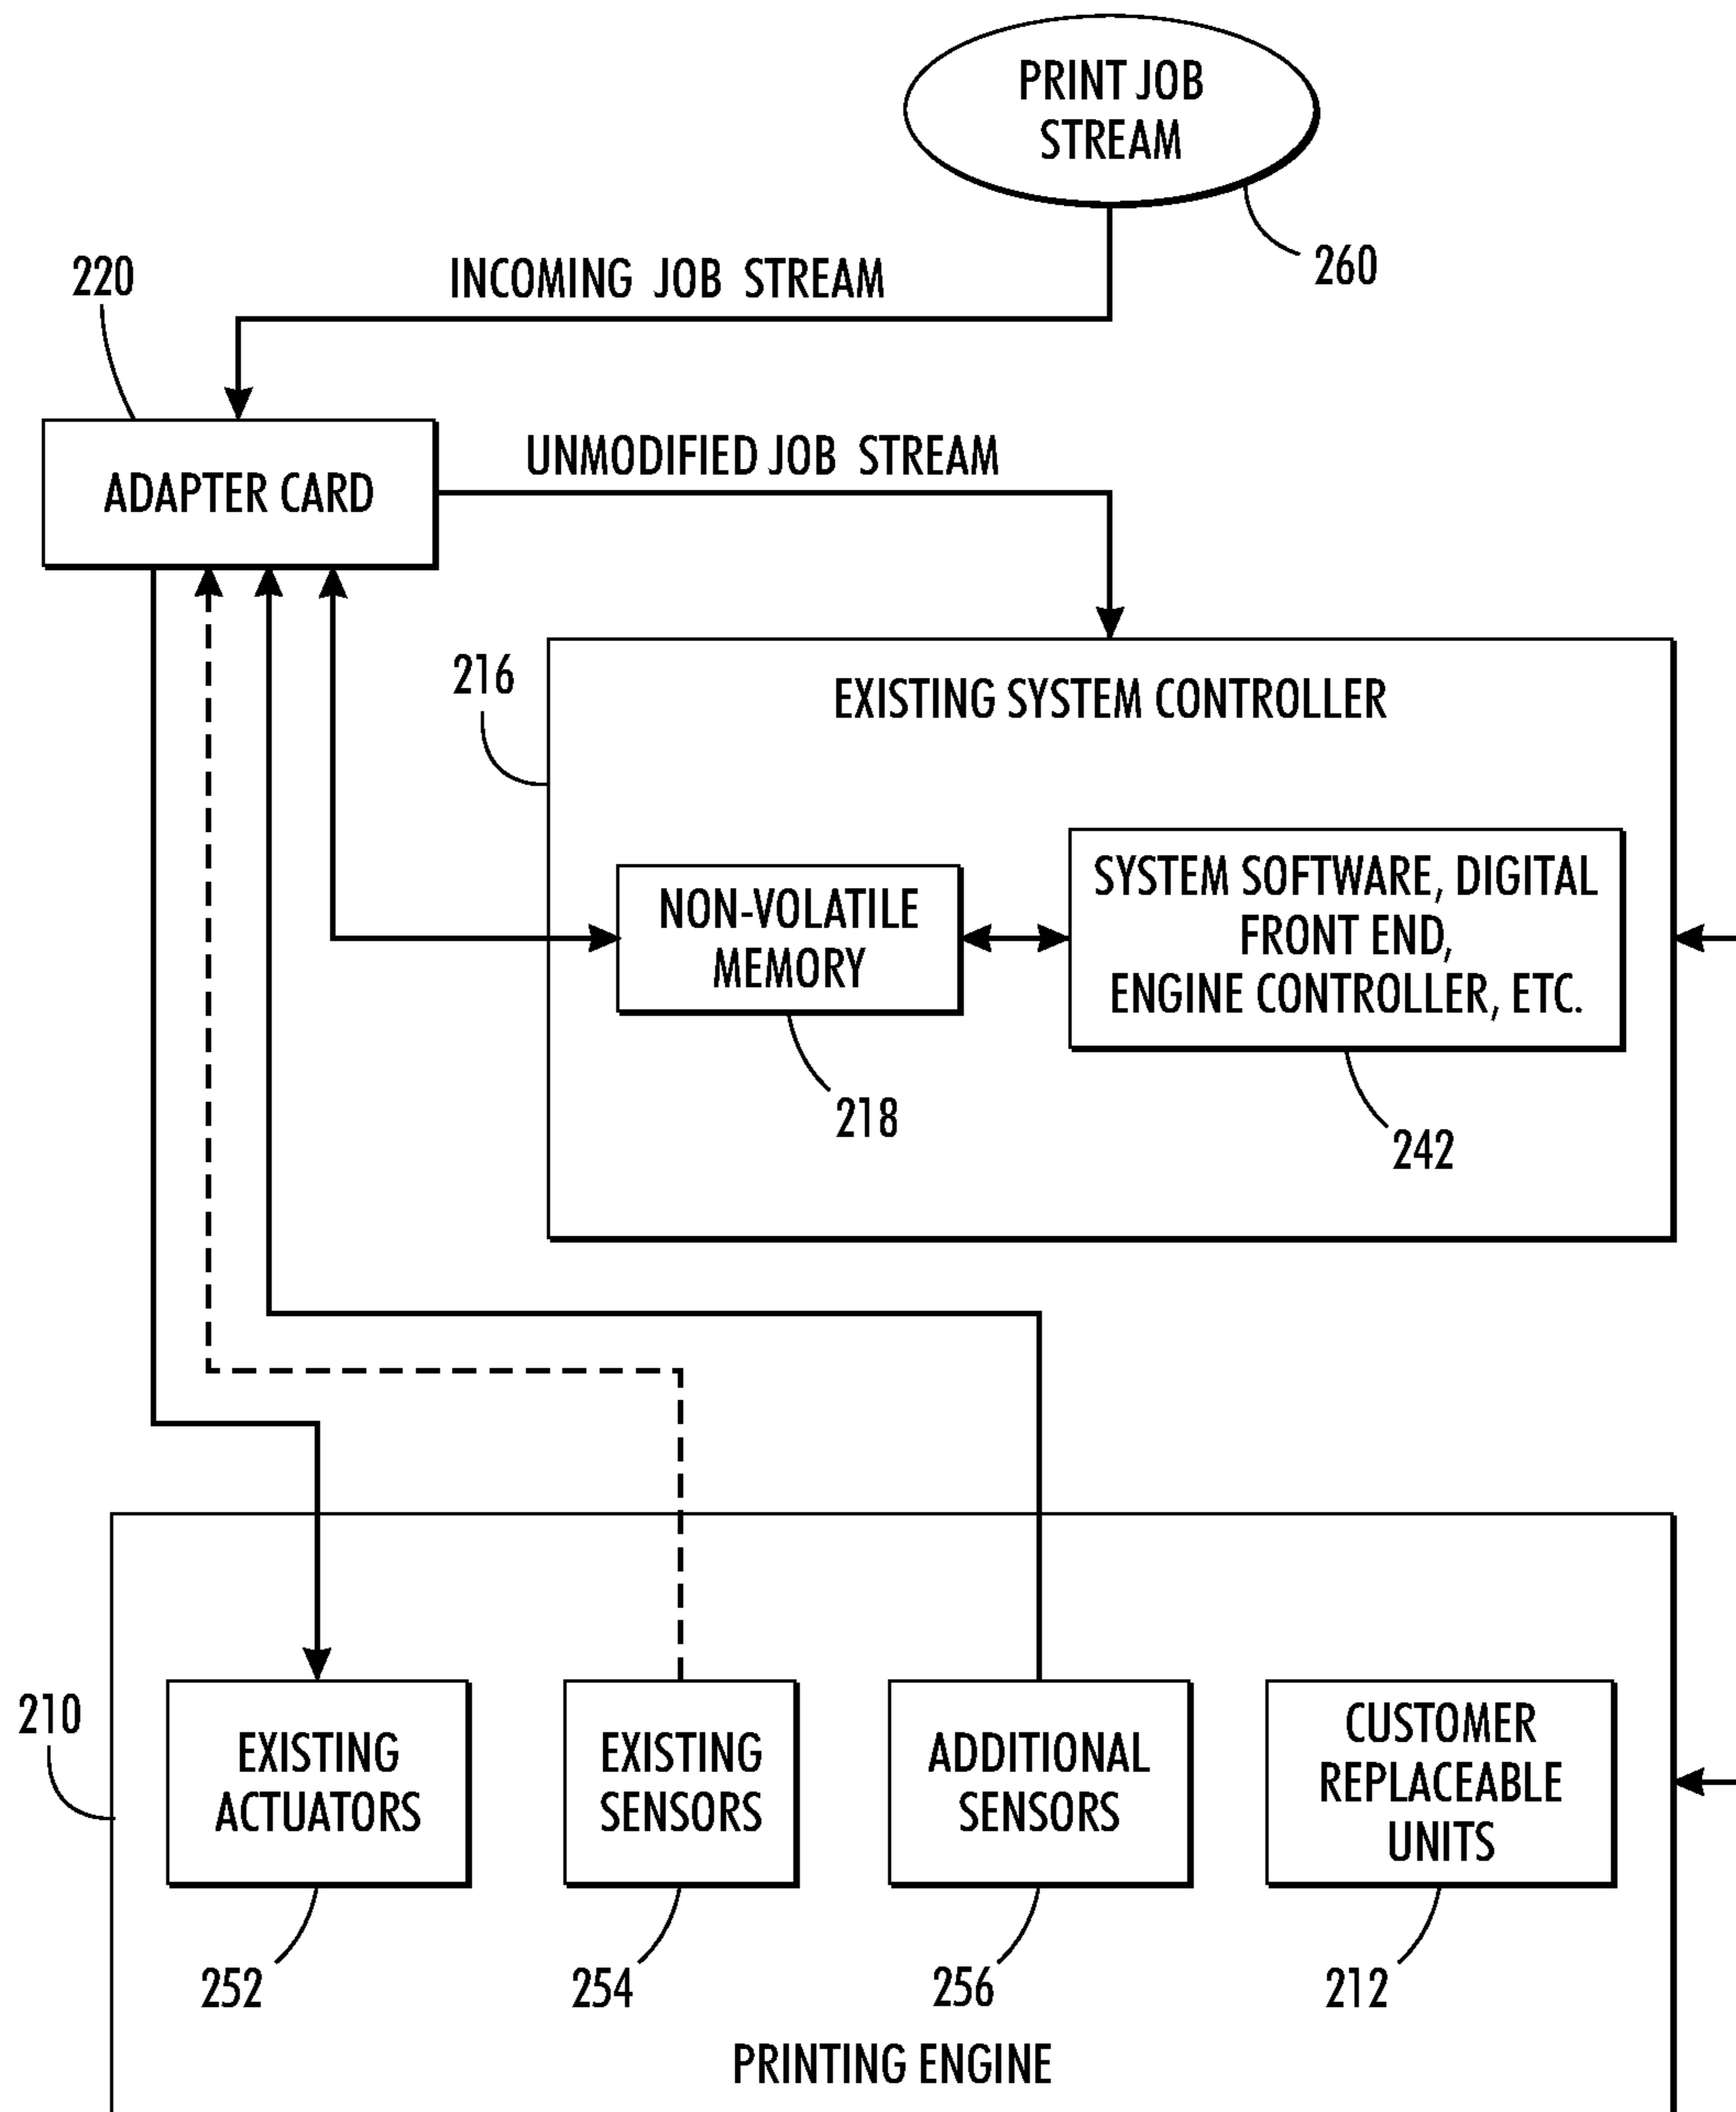 PRINT JOB
STREAM
260
220
INCOMING JOB STREAM
ADAPTER CARD
UNMODIFIED JOB STREAM
216
EXISTING SYSTEM CONTROLLER
NON-VOLATILE
MEMORY
218
SYSTEM SOFTWARE, DIGITAL
FRONT END,
ENGINE CONTROLLER, ETC.
242
210
EXISTING
ACTUATORS
252
EXISTING
SENSORS
254
ADDITIONAL
SENSORS
256
CUSTOMER
REPLACEABLE
UNITS
212
PRINTING ENGINE